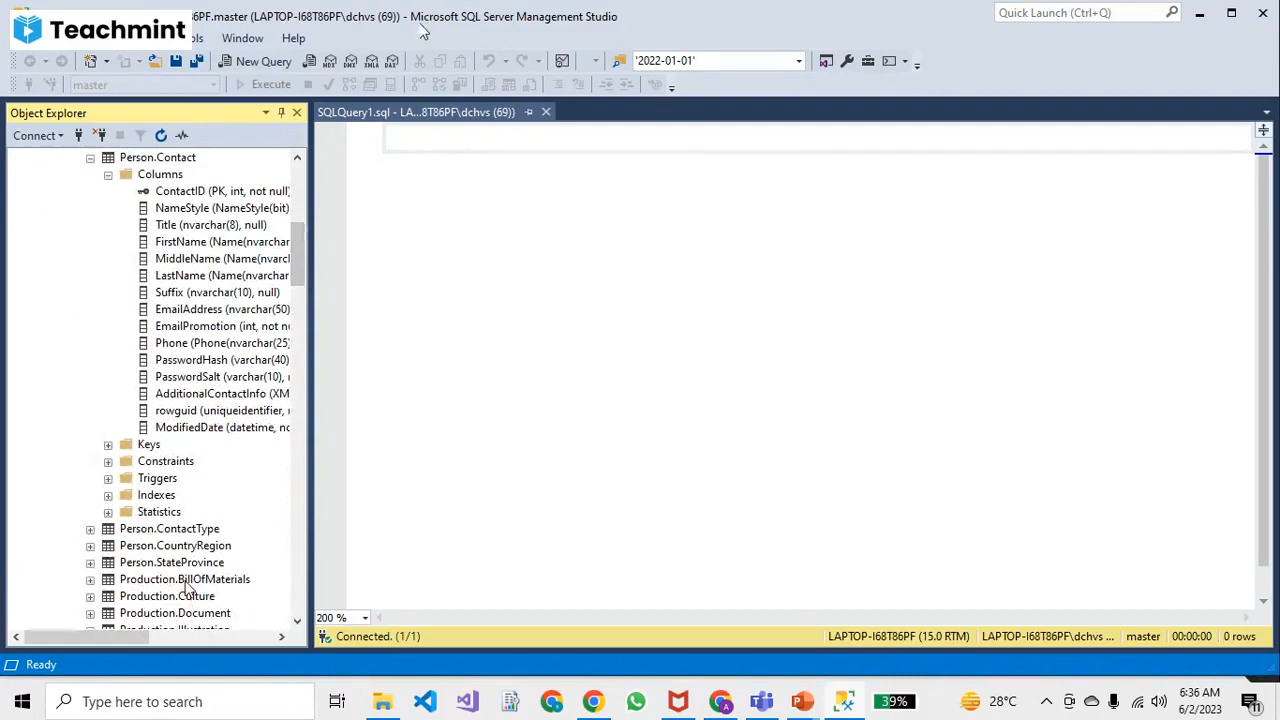 Teachmint
PF.master (LAPTOP-I68T86PF\dchvs (69)) - Microsoft SQL Server Management Studio
Quick Launch (Ctrl+Q)
Window Help
New Query
'2022-01-01'
master
Execute
Object Explorer
SQLQuery1.sql - LA...8T86PF\dchvs (69))
Connect
Person.Contact
Columns
ContactID (PK, int, not null)
NameStyle (NameStyle(bit)
Title (nvarchar(8), null)
FirstName (Name(nvarchar
MiddleName (Name(nvarc
LastName (Name(nvarchar
Suffix (nvarchar(10), null)
EmailAddress (nvarchar(50)
EmailPromotion (int, not nu
Phone (Phone(nvarchar(25)
PasswordHash (varchar(40)
PasswordSalt (varchar(10),
AdditionalContactInfo (XM
rowguid (uniqueidentifier,
ModifiedDate (datetime, no
Keys
Constraints
Triggers
Indexes
Statistics
Person.ContactType
Person.CountryRegion
Person.StateProvince
Production.BillOfMaterials
Production.Culture
Production.Document
200 %
Connected. (1/1)
LAPTOP-I68T86PF (15.0 RTM)
LAPTOP-I68T86PF\dchvs ...
master
00:00:00
0 rows
Ready
Type here to search
39%
28°C
6:36 AM
6/2/2023